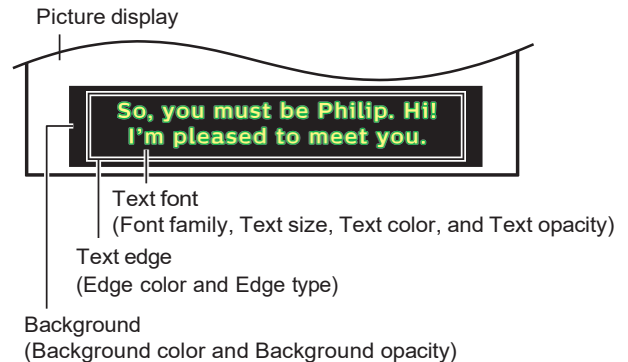 Picture display
So, you must be Philip. Hi!
I'm pleased to meet you.
Text font
(Font family, Text size, Text color, and Text opacity)
Text edge
(Edge color and Edge type)
Background
(Background color and Background opacity)